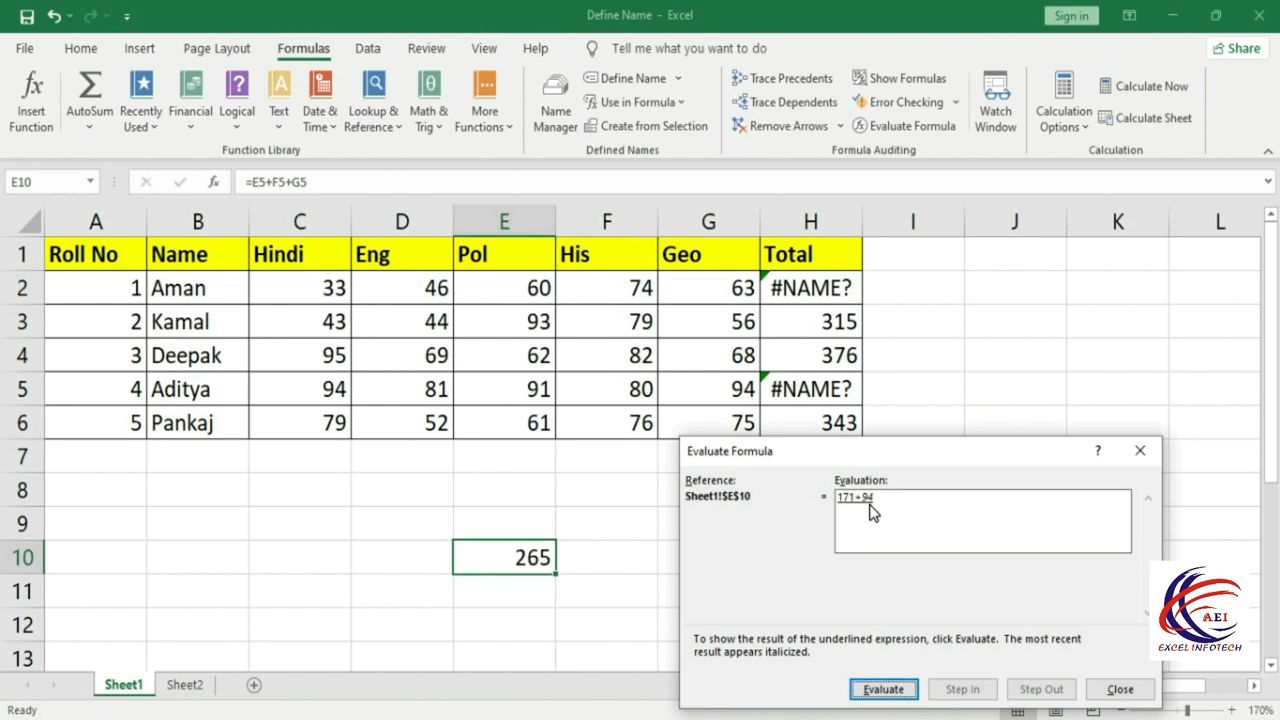 Define Name - Excel
Sign in
File Home Insert Page Layout Formulas Data Review View Help Tell me what you want to do Share
Insert Function
AutoSum
Recently Used
Financial
Logical
Text
Date & Time
Lookup & Reference
Math & Trig
More Functions
Function Library
Name Manager
Define Name
Use in Formula
Create from Selection
Defined Names
Trace Precedents
Trace Dependents
Remove Arrows
Show Formulas
Error Checking
Evaluate Formula
Formula Auditing
Watch Window
Calculation Options
Calculate Now
Calculate Sheet
Calculation
E10 fx =E5+F5+G5
A B C D E F G H I J K L
1 Roll No Name Hindi Eng Pol His Geo Total
2 1 Aman 33 46 60 74 63 #NAME?
3 2 Kamal 43 44 93 79 56 315
4 3 Deepak 95 69 62 82 68 376
5 4 Aditya 94 81 91 80 94 #NAME?
6 5 Pankaj 79 52 61 76 75 343
7
8
9
10 265
11
12
13
Evaluate Formula ?
Reference: Evaluation:
Sheet1!$E$10 = 171+94
To show the result of the underlined expression, click Evaluate. The most recent
result appears italicized.
Evaluate Step In Step Out Close
AEI
EXCEL INFOTECH
Sheet1 Sheet2
Ready 170%